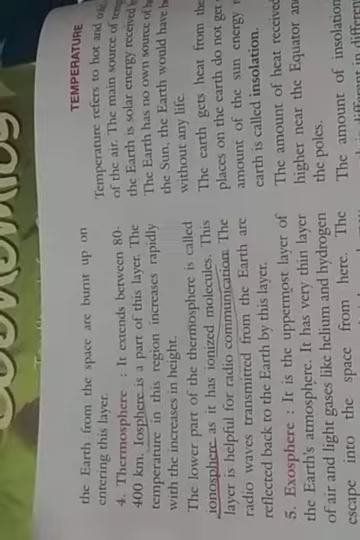 the Earth from the space are burnt up on
entering this layer.
4. Thermosphere : It extends between 80-
400 km. Iosphere is a part of this layer. The
temperature in this region increases rapidly
with the increases in height.
The lower part of the thermosphere is called
ionosphere as it has ionized molecules. This
layer is helpful for radio communication. The
radio waves transmitted from the Earth are
reflected back to the Earth by this layer.
5. Exosphere : It is the uppermost layer of
the Earth's atmosphere. It has very thin layer
of air and light gases like helium and hydrogen
escape into the space from here. The
TEMPERATURE
Temperature refers to hot and
of the air. The main source of
the Earth is solar energy received
The Earth has no own source of
the Sun, the Earth would have
without any life.
The earth gets heat from the
places on the earth do not get
amount of the sun energy
earth is called insolation.
The amount of heat received
higher near the Equator
the poles.
The amount of insolation